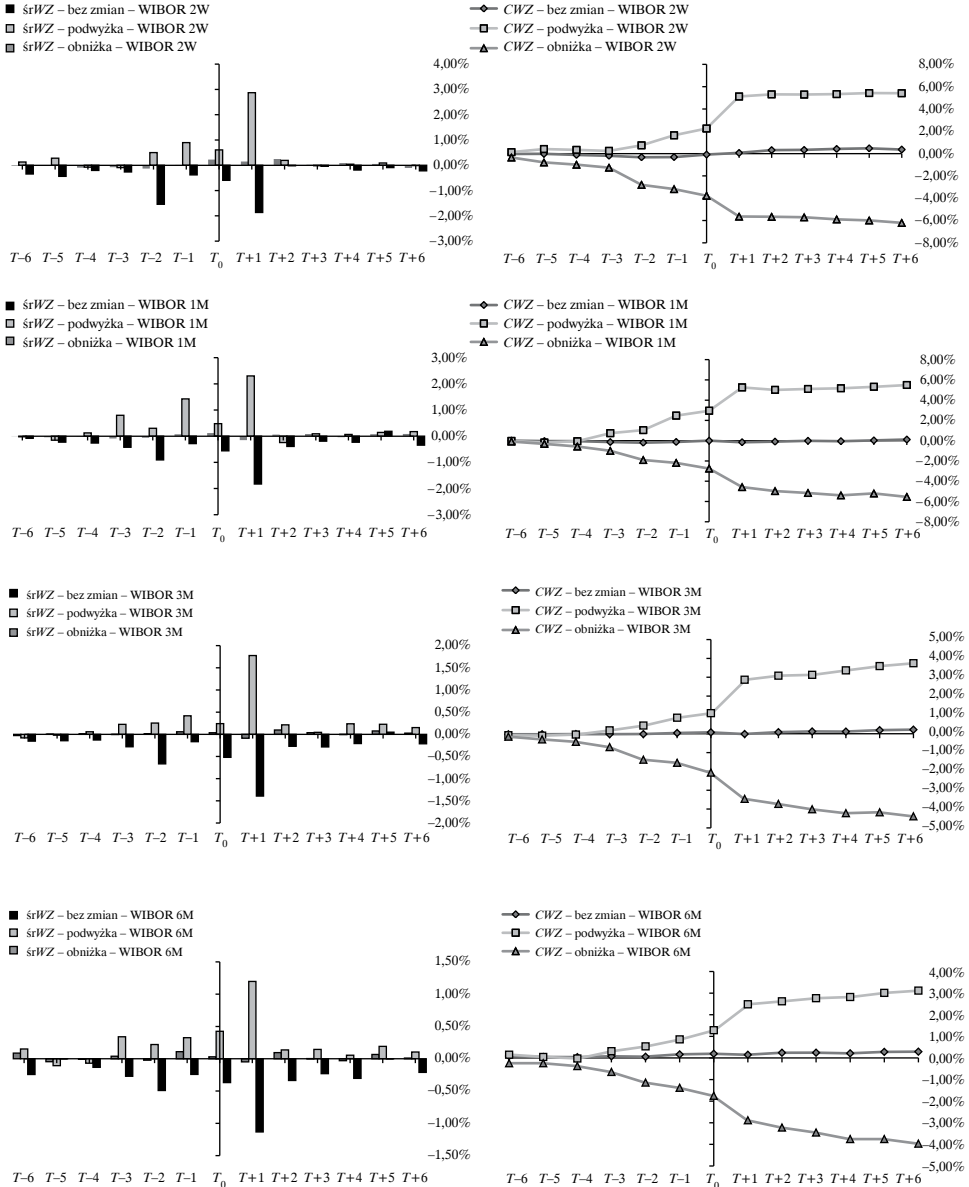 śrWZ – bez zmian – WIBOR 2W
śrWZ – podwyżka – WIBOR 2W
śrWZ – obniżka – WIBOR 2W
4,00%
3,00%
2,00%
1,00%
0,00%
–1,00%
–2,00%
–3,00%
T–6 T–5 T–4 T–3 T–2 T–1 T0 T+1 T+2 T+3 T+4 T+5 T+6
CWZ – bez zmian – WIBOR 2W
CWZ – podwyżka – WIBOR 2W
CWZ – obniżka – WIBOR 2W
8,00%
6,00%
4,00%
2,00%
0,00%
–2,00%
–4,00%
–6,00%
–8,00%
T–6 T–5 T–4 T–3 T–2 T–1 T0 T+1 T+2 T+3 T+4 T+5 T+6
śrWZ – bez zmian – WIBOR 1M
śrWZ – podwyżka – WIBOR 1M
śrWZ – obniżka – WIBOR 1M
3,00%
2,00%
1,00%
0,00%
–1,00%
–2,00%
–3,00%
T–6 T–5 T–4 T–3 T–2 T–1 T0 T+1 T+2 T+3 T+4 T+5 T+6
CWZ – bez zmian – WIBOR 1M
CWZ – podwyżka – WIBOR 1M
CWZ – obniżka – WIBOR 1M
8,00%
6,00%
4,00%
2,00%
0,00%
–2,00%
–4,00%
–6,00%
–8,00%
T–6 T–5 T–4 T–3 T–2 T–1 T0 T+1 T+2 T+3 T+4 T+5 T+6
śrWZ – bez zmian – WIBOR 3M
śrWZ – podwyżka – WIBOR 3M
śrWZ – obniżka – WIBOR 3M
2,00%
1,50%
1,00%
0,50%
0,00%
–0,50%
–1,00%
–1,50%
–2,00%
T–6 T–5 T–4 T–3 T–2 T–1 T0 T+1 T+2 T+3 T+4 T+5 T+6
CWZ – bez zmian – WIBOR 3M
CWZ – podwyżka – WIBOR 3M
CWZ – obniżka – WIBOR 3M
5,00%
4,00%
3,00%
2,00%
1,00%
0,00%
–1,00%
–2,00%
–3,00%
–4,00%
–5,00%
T–6 T–5 T–4 T–3 T–2 T–1 T0 T+1 T+2 T+3 T+4 T+5 T+6
śrWZ – bez zmian – WIBOR 6M
śrWZ – podwyżka – WIBOR 6M
śrWZ – obniżka – WIBOR 6M
1,50%
1,00%
0,50%
0,00%
–0,50%
–1,00%
–1,50%
T–6 T–5 T–4 T–3 T–2 T–1 T0 T+1 T+2 T+3 T+4 T+5 T+6
CWZ – bez zmian – WIBOR 6M
CWZ – podwyżka – WIBOR 6M
CWZ – obniżka – WIBOR 6M
4,00%
3,00%
2,00%
1,00%
0,00%
–1,00%
–2,00%
–3,00%
–4,00%
–5,00%
T–6 T–5 T–4 T–3 T–2 T–1 T0 T+1 T+2 T+3 T+4 T+5 T+6